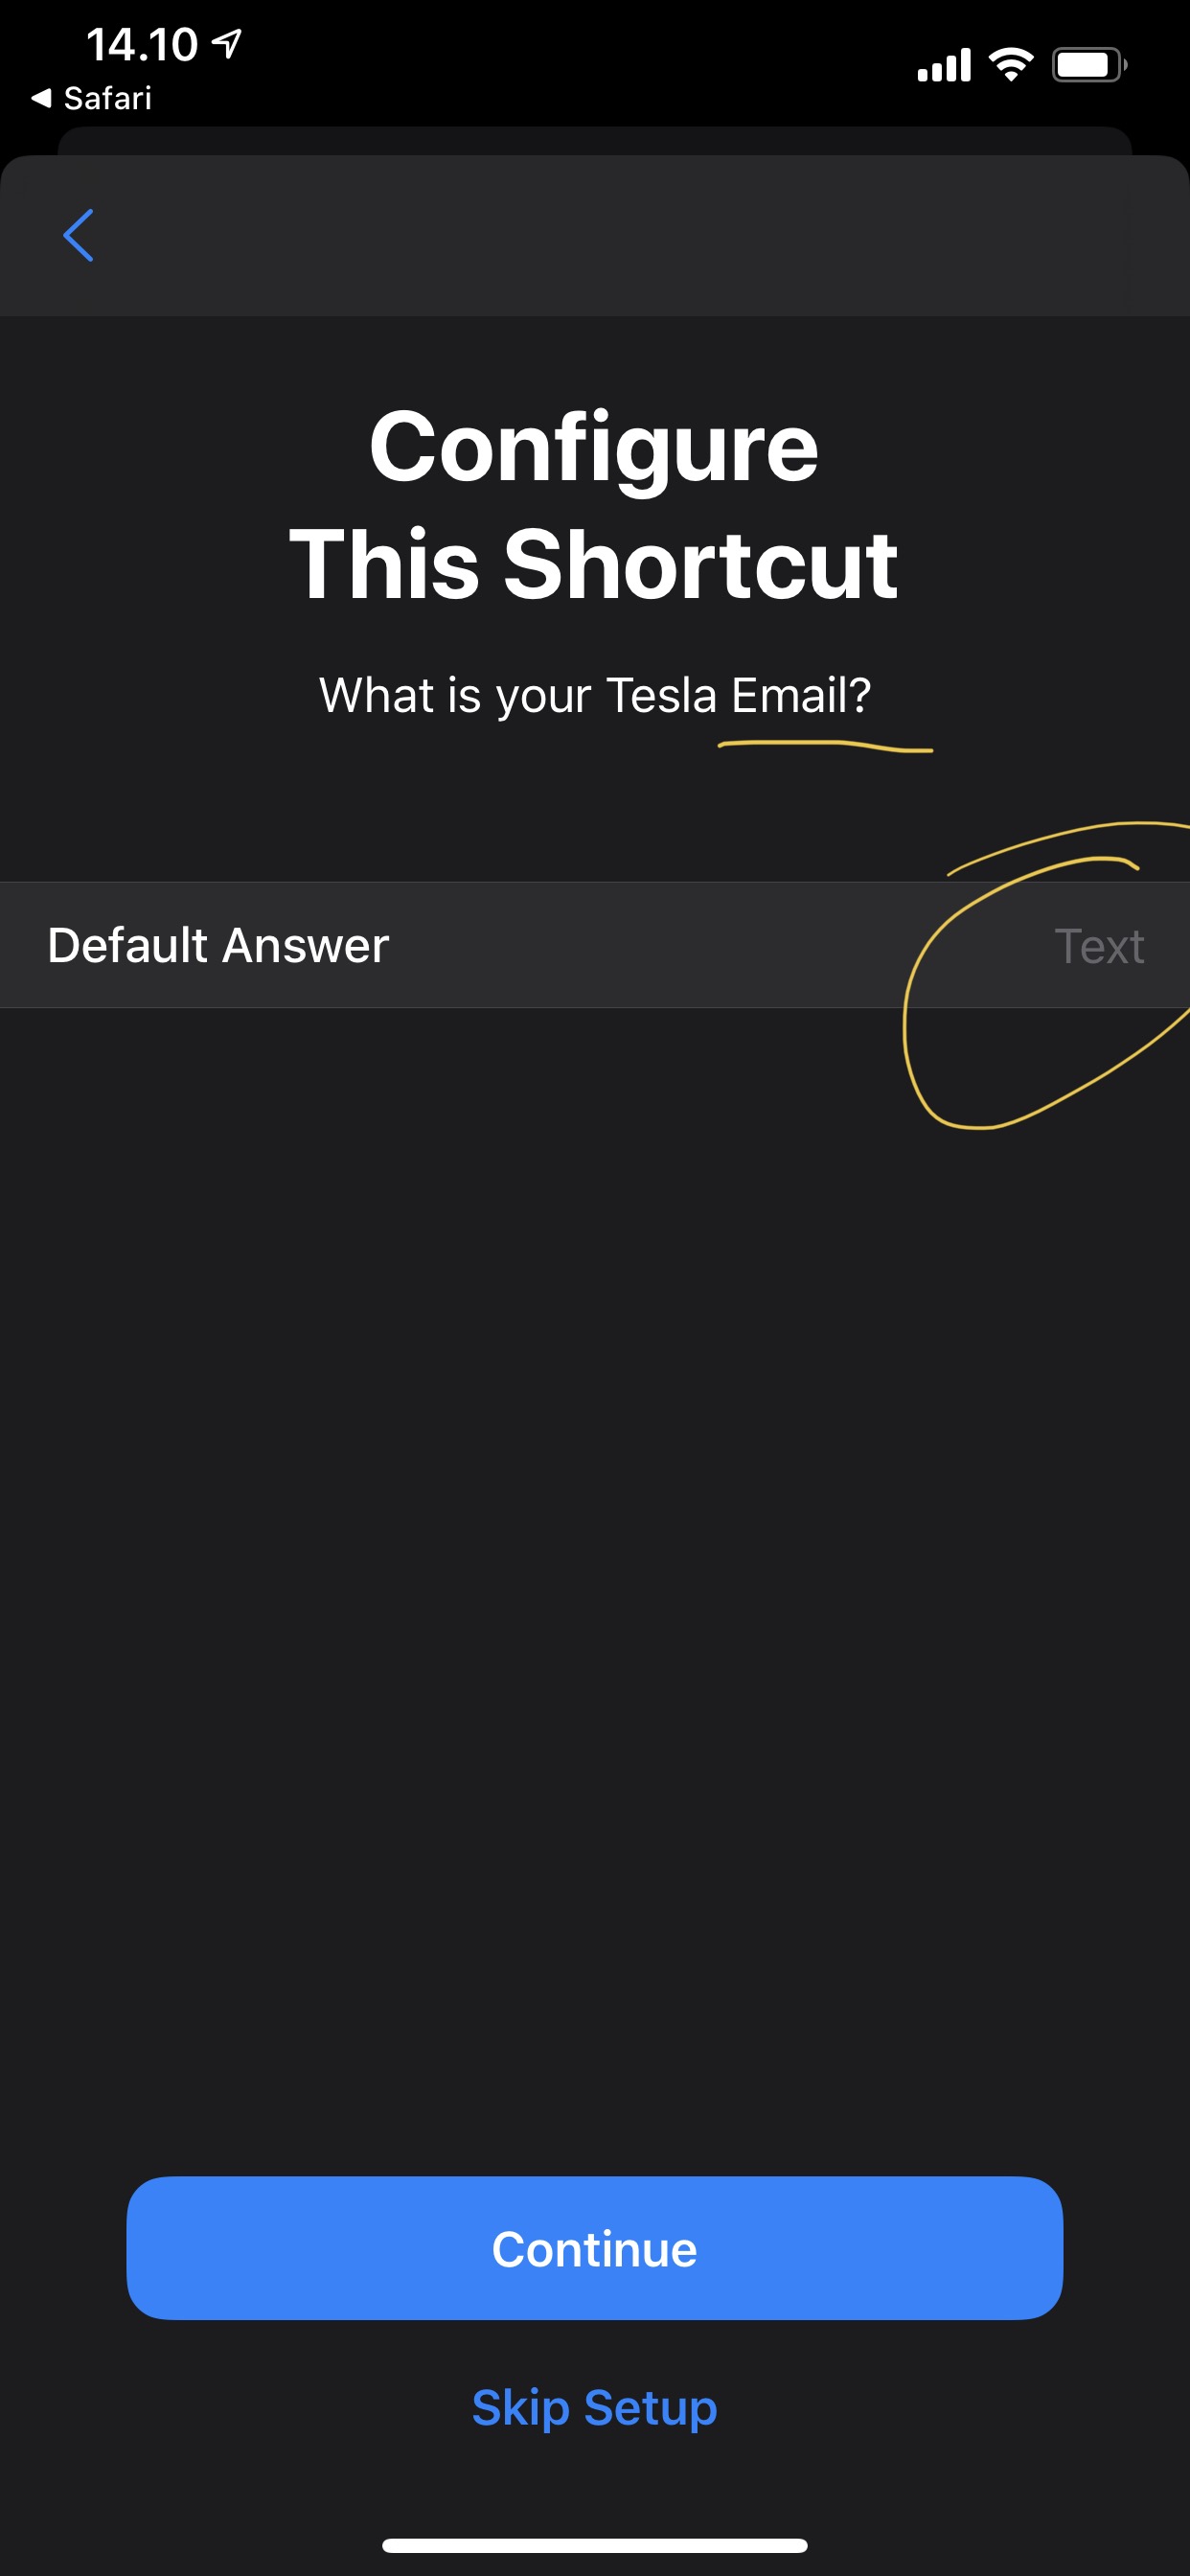 14.10
Safari
Configure
This Shortcut
What is your Tesla Email?
Default Answer Text
Continue
Skip Setup